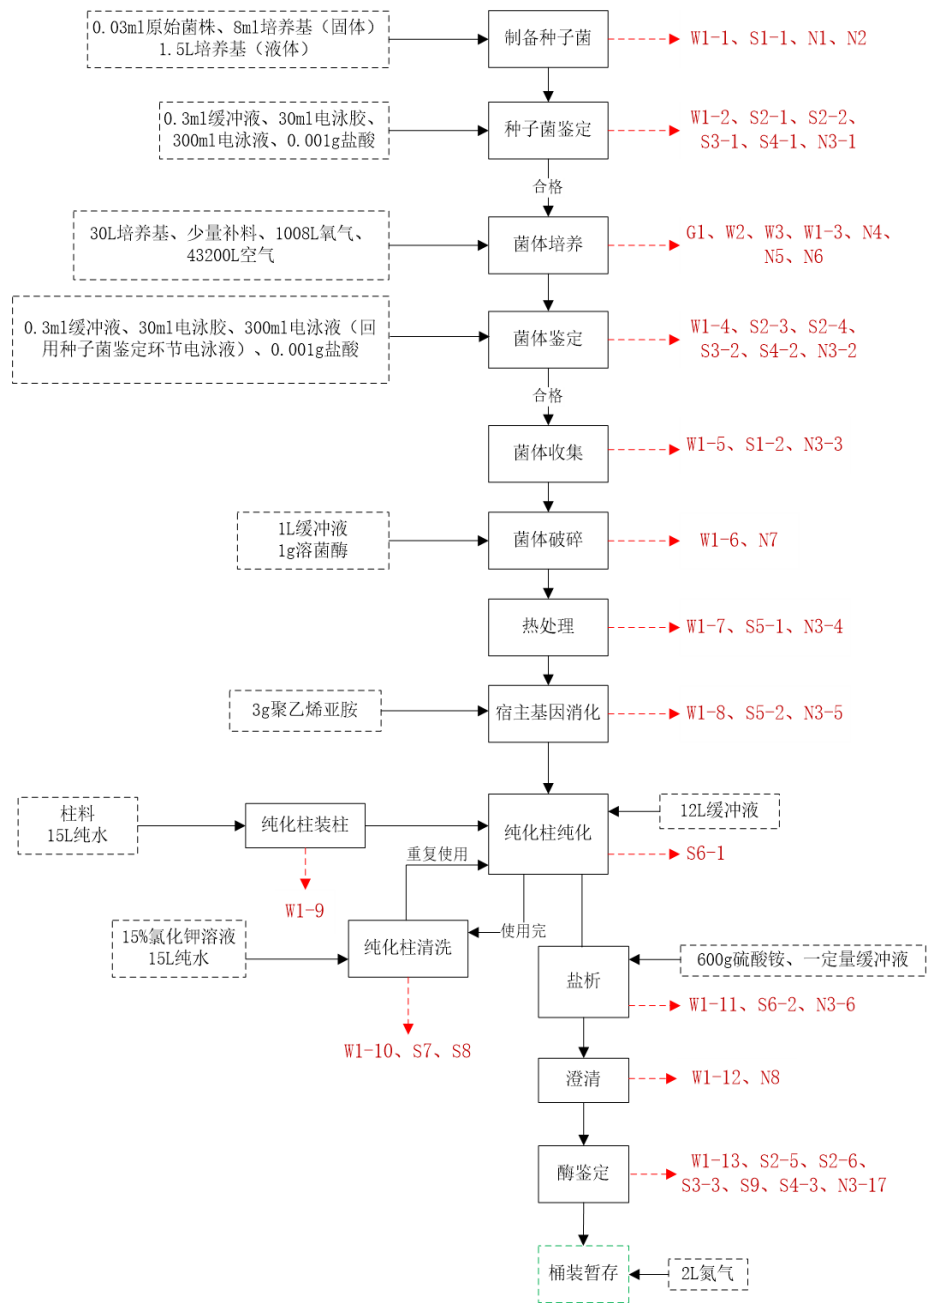 0.03ml原始菌株、8ml培养基（固体）
1.5L培养基（液体）
制备种子菌
W1-1、S1-1、N1、N2
0.3ml缓冲液、30ml电泳胶、
300ml电泳液、0.001g盐酸
种子菌鉴定
W1-2、S2-1、S2-2、
S3-1、S4-1、N3-1
合格
30L培养基、少量补料、1008L氧气、
43200L空气
菌体培养
G1、W2、W3、W1-3、N4、
N5、N6
0.3ml缓冲液、30ml电泳胶、300ml电泳液（回
用种子菌鉴定环节电泳液）、0.001g盐酸
菌体鉴定
W1-4、S2-3、S2-4、
S3-2、S4-2、N3-2
合格
菌体收集
W1-5、S1-2、N3-3
1L缓冲液
1g溶菌酶
菌体破碎
W1-6、N7
热处理
W1-7、S5-1、N3-4
3g聚乙烯亚胺
宿主基因消化
W1-8、S5-2、N3-5
柱料
15L纯水
纯化柱装柱
纯化柱纯化
12L缓冲液
重复使用
S6-1
W1-9
15%氯化钾溶液
15L纯水
纯化柱清洗
使用完
盐析
600g硫酸铵、一定量缓冲液
W1-11、S6-2、N3-6
W1-10、S7、S8
澄清
W1-12、N8
酶鉴定
W1-13、S2-5、S2-6、
S3-3、S9、S4-3、N3-17
桶装暂存
2L氮气